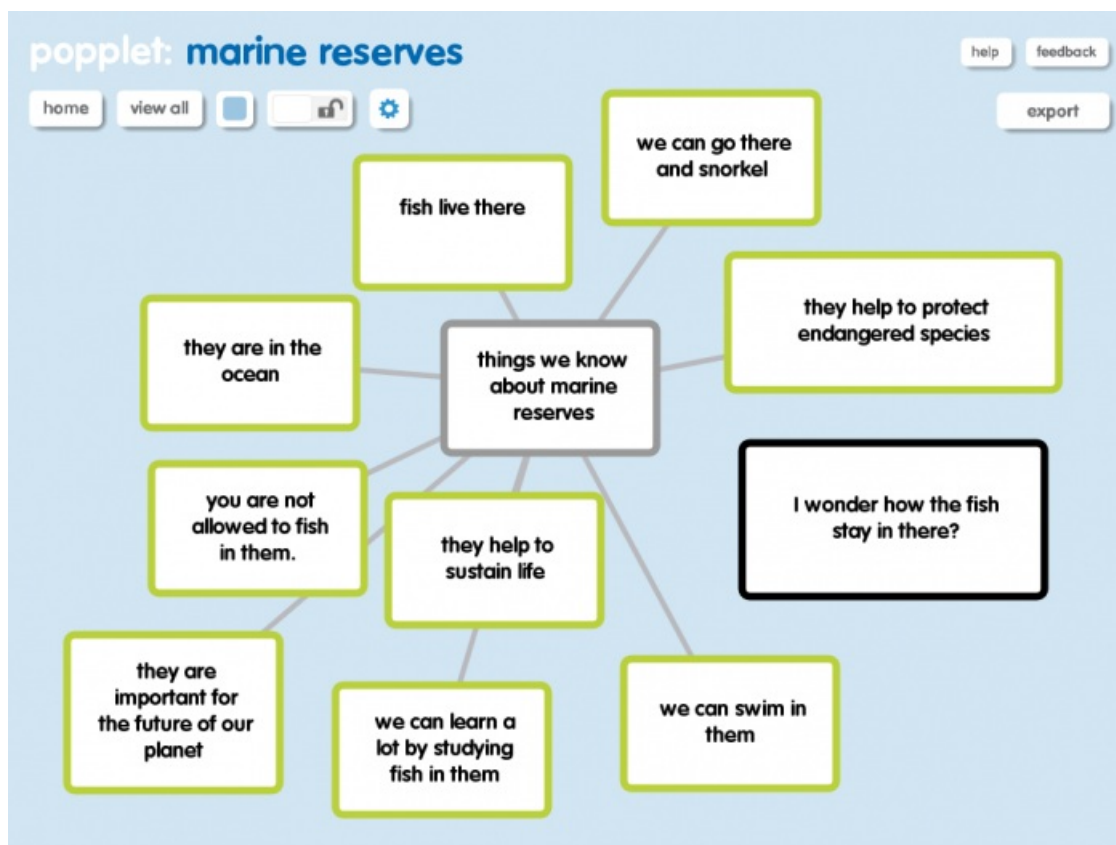 popplet: marine reserves
help
feedback
home
view all
export
we can go there
and snorkel
fish live there
they help to protect
endangered species
they are in the
ocean
things we know
about marine
reserves
I wonder how the fish
stay in there?
you are not
allowed to fish
in them.
they help to
sustain life
they are
important for
the future of our
planet
we can learn a
lot by studying
fish in them
we can swim in
them